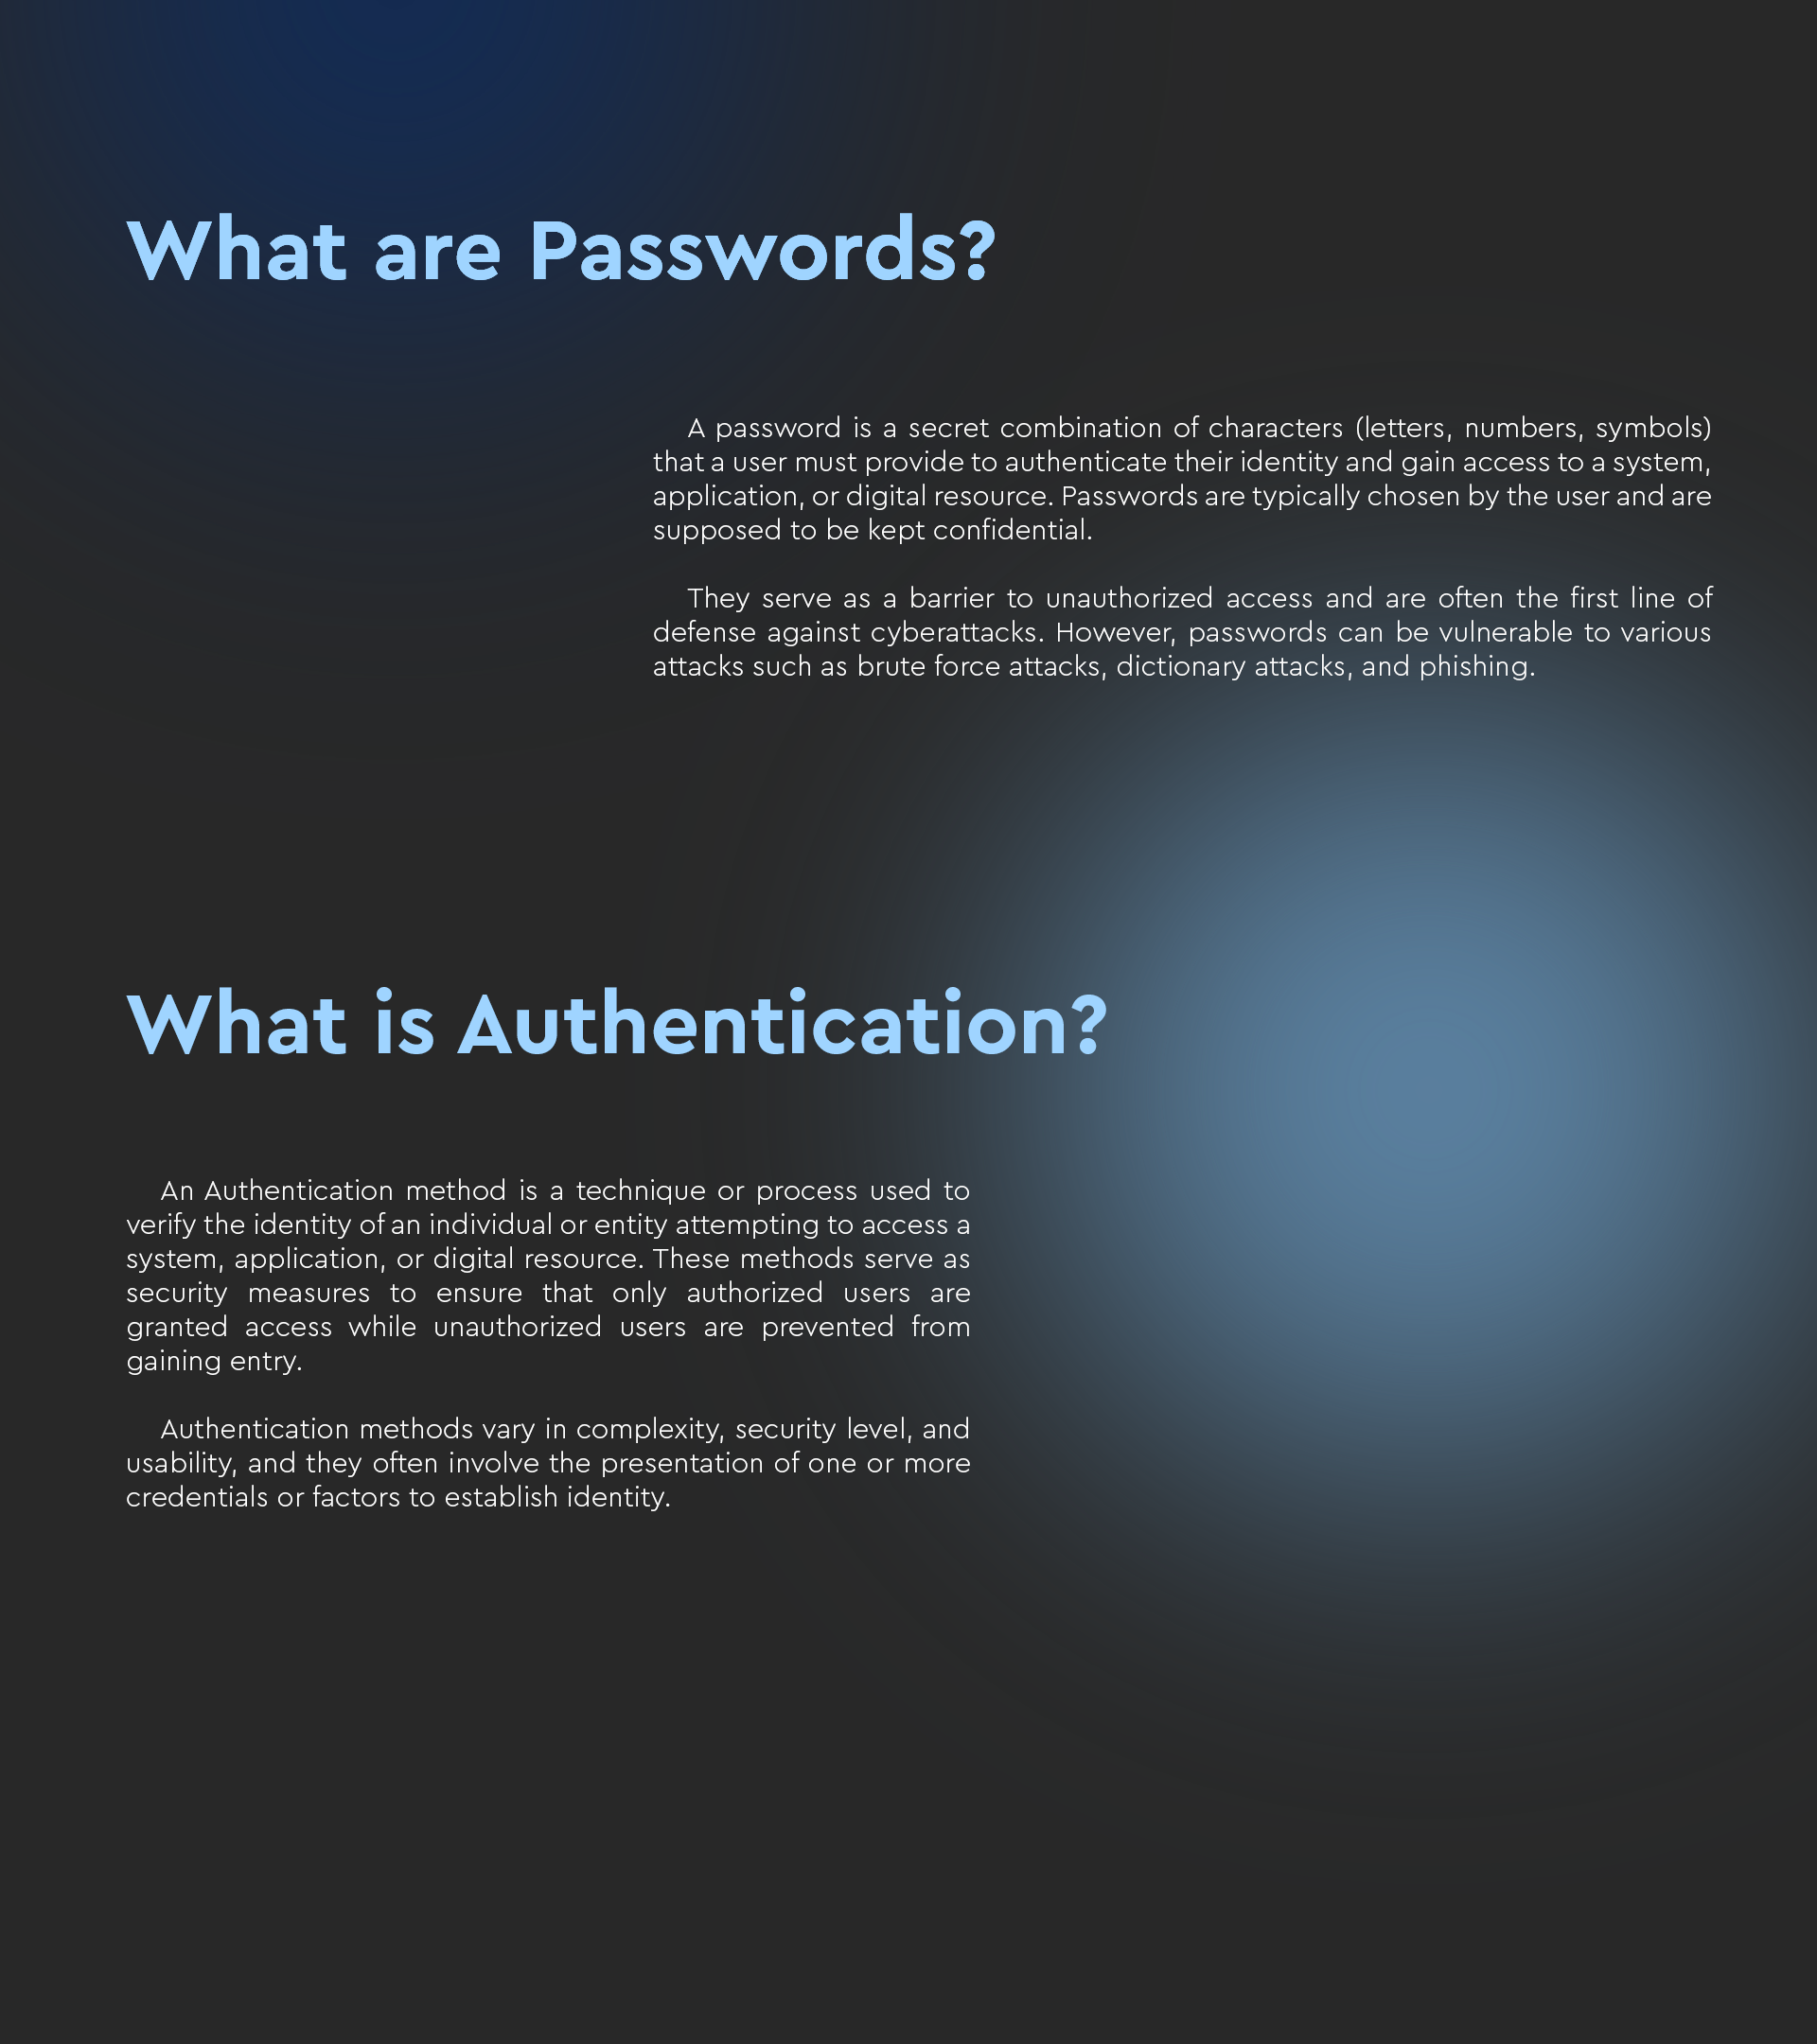 What are Passwords?
A password is a secret combination of characters (letters, numbers, symbols)
that a user must provide to authenticate their identity and gain access to a system,
application, or digital resource. Passwords are typically chosen by the user and are
supposed to be kept confidential.
They serve as a barrier to unauthorized access and are often the first line of
defense against cyberattacks. However, passwords can be vulnerable to various
attacks such as brute force attacks, dictionary attacks, and phishing.
What is Authentication?
An Authentication method is a technique or process used to
verify the identity of an individual or entity attempting to access a
system, application, or digital resource. These methods serve as
security measures to ensure that only authorized users are
granted access while unauthorized users are prevented from
gaining entry.
Authentication methods vary in complexity, security level, and
usability, and they often involve the presentation of one or more
credentials or factors to establish identity.